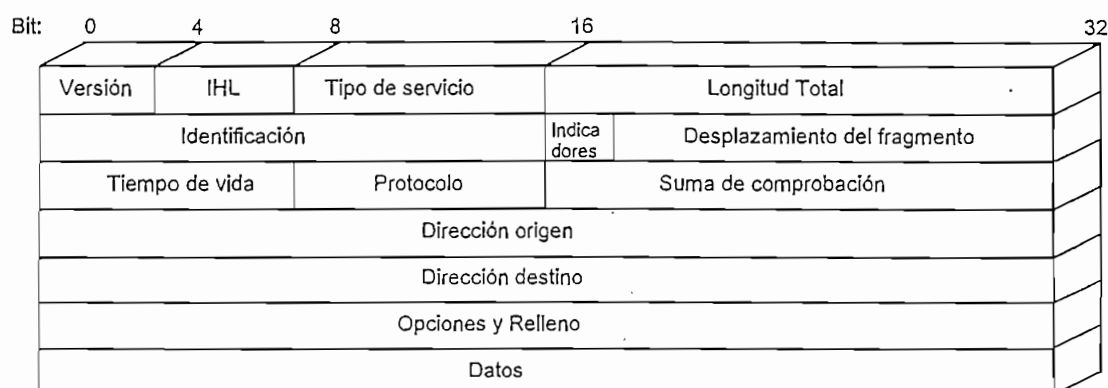 Bit: 0 4 8 16 32
Versión IHL Tipo de servicio Longitud Total
Identificación Indica dores Desplazamiento del fragmento
Tiempo de vida Protocolo Suma de comprobación
Dirección origen
Dirección destino
Opciones y Relleno
Datos